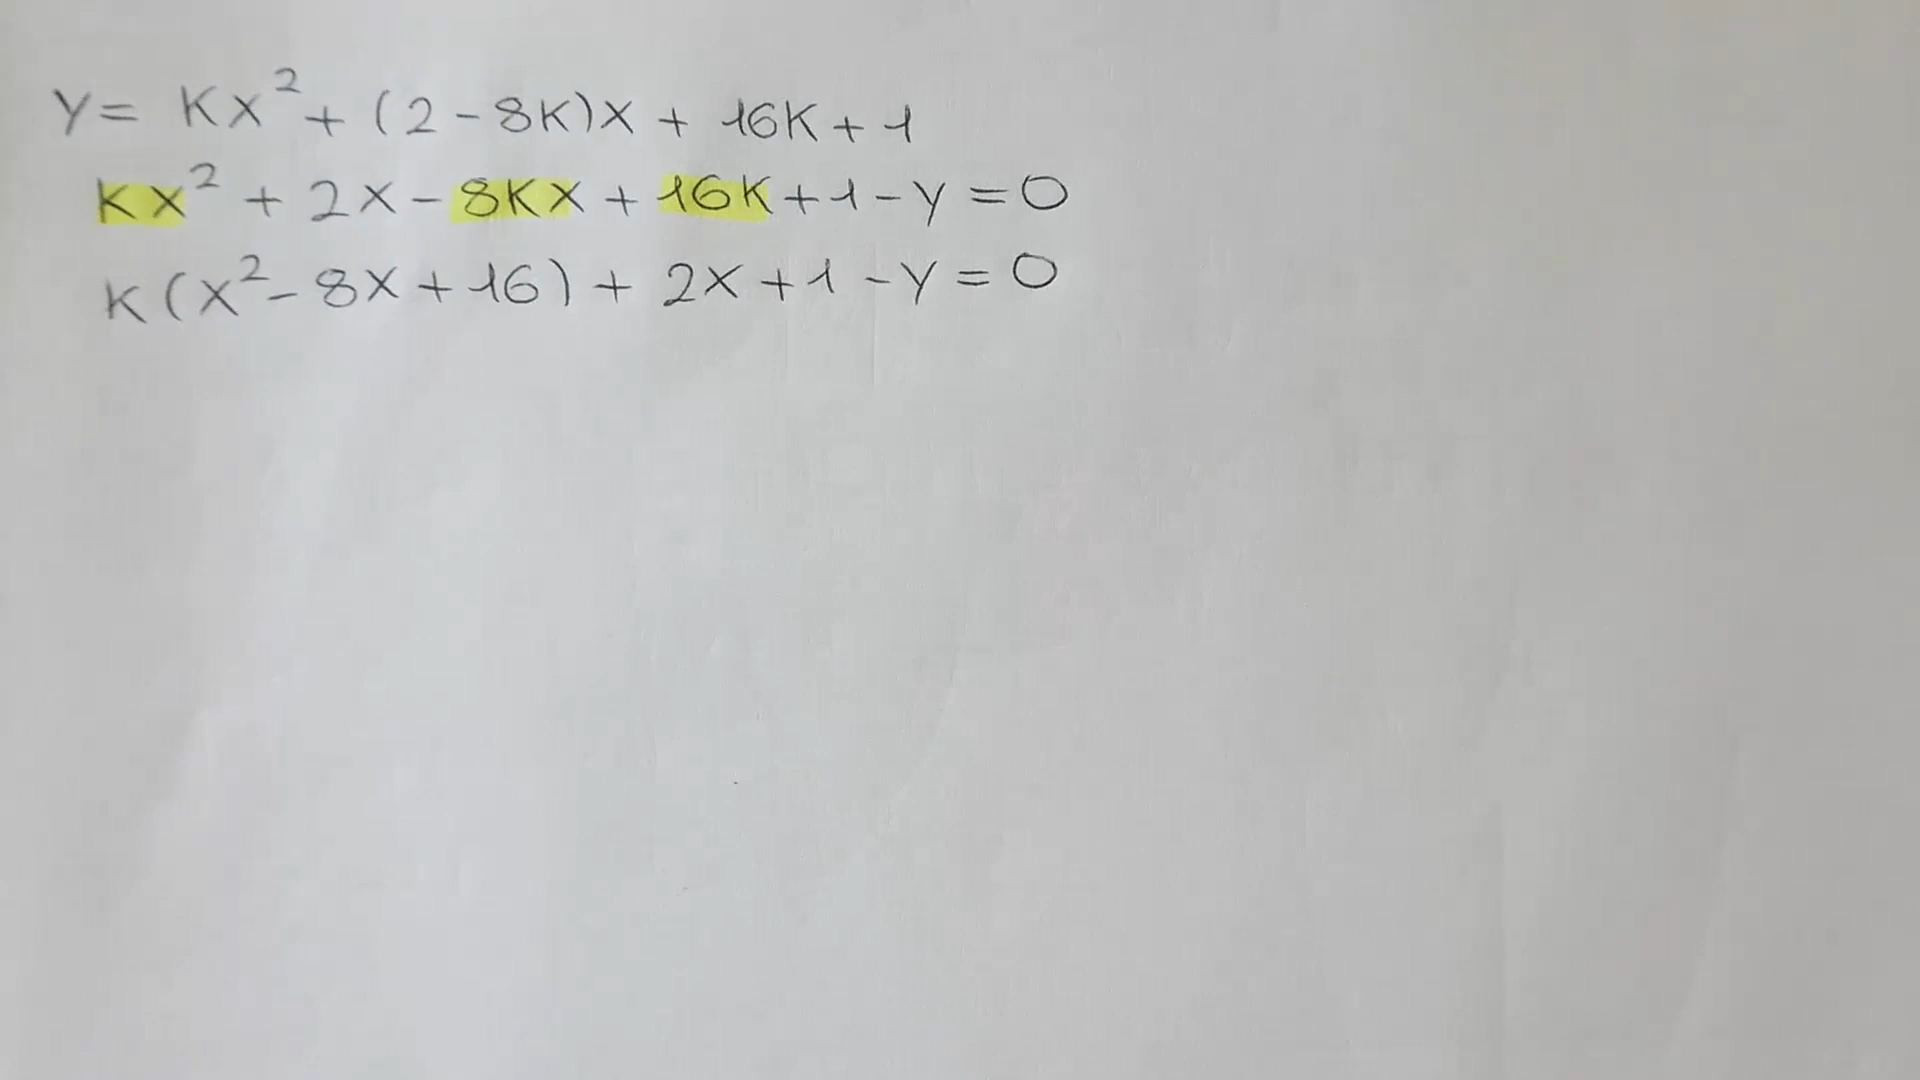 y = Kx² + (2 - 8K)x + 16K + 1
Kx² + 2x - 8Kx + 16K + 1 - y = 0
K(x² - 8x + 16) + 2x + 1 - y = 0